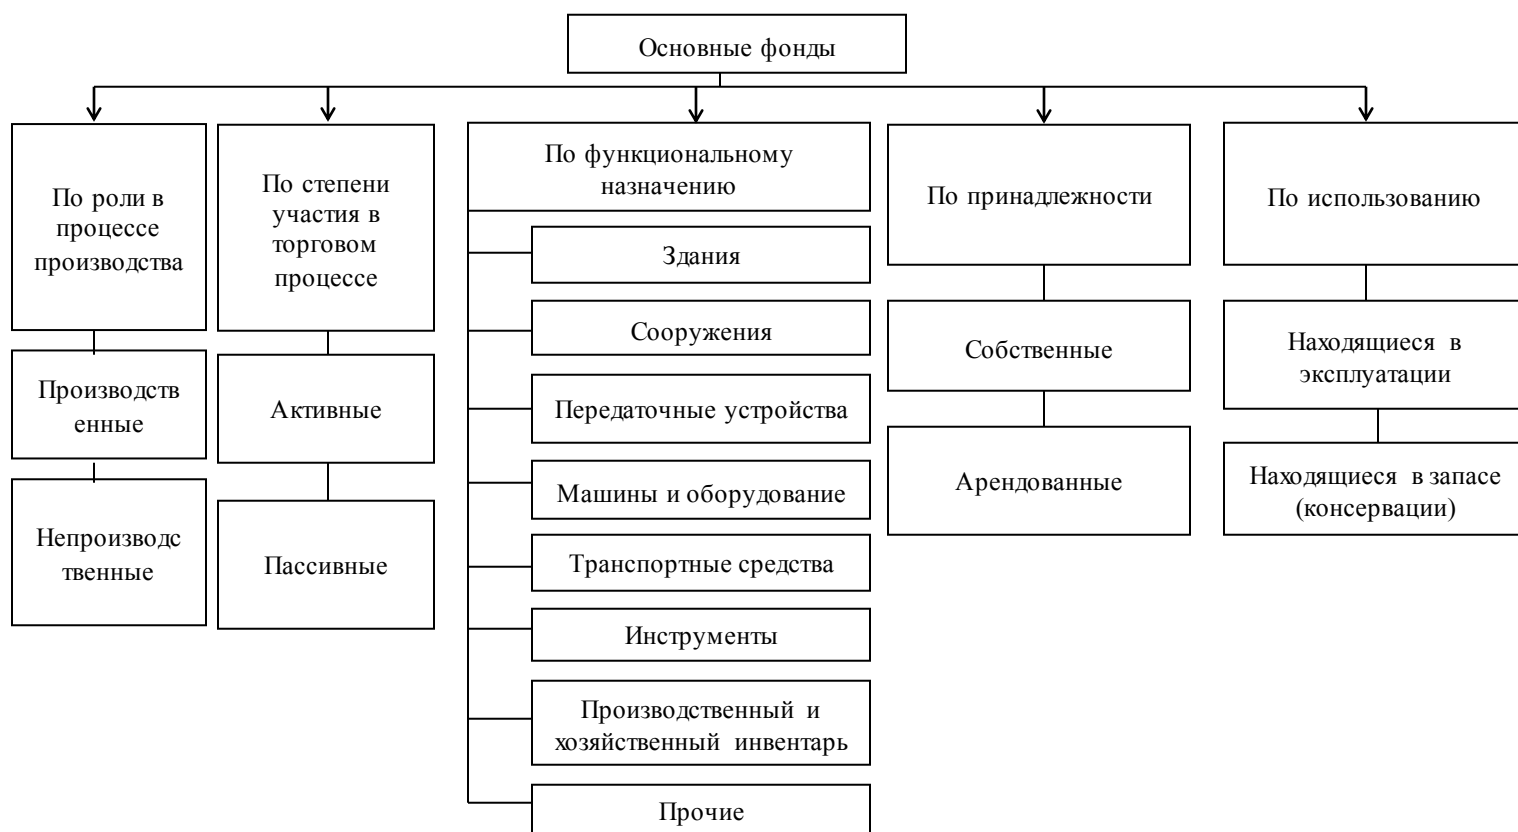 Основные фонды
По роли в
процессе
производства
Производств
енные
Непроизводс
твенные
По степени
участия в
торговом
процессе
Активные
Пассивные
По функциональному
назначению
Здания
Сооружения
Передаточные устройства
Машины и оборудование
Транспортные средства
Инструменты
Производственный и
хозяйственный инвентарь
Прочие
По принадлежности
Собственные
Арендованные
По использованию
Находящиеся в
эксплуатации
Находящиеся в запасе
(консервации)